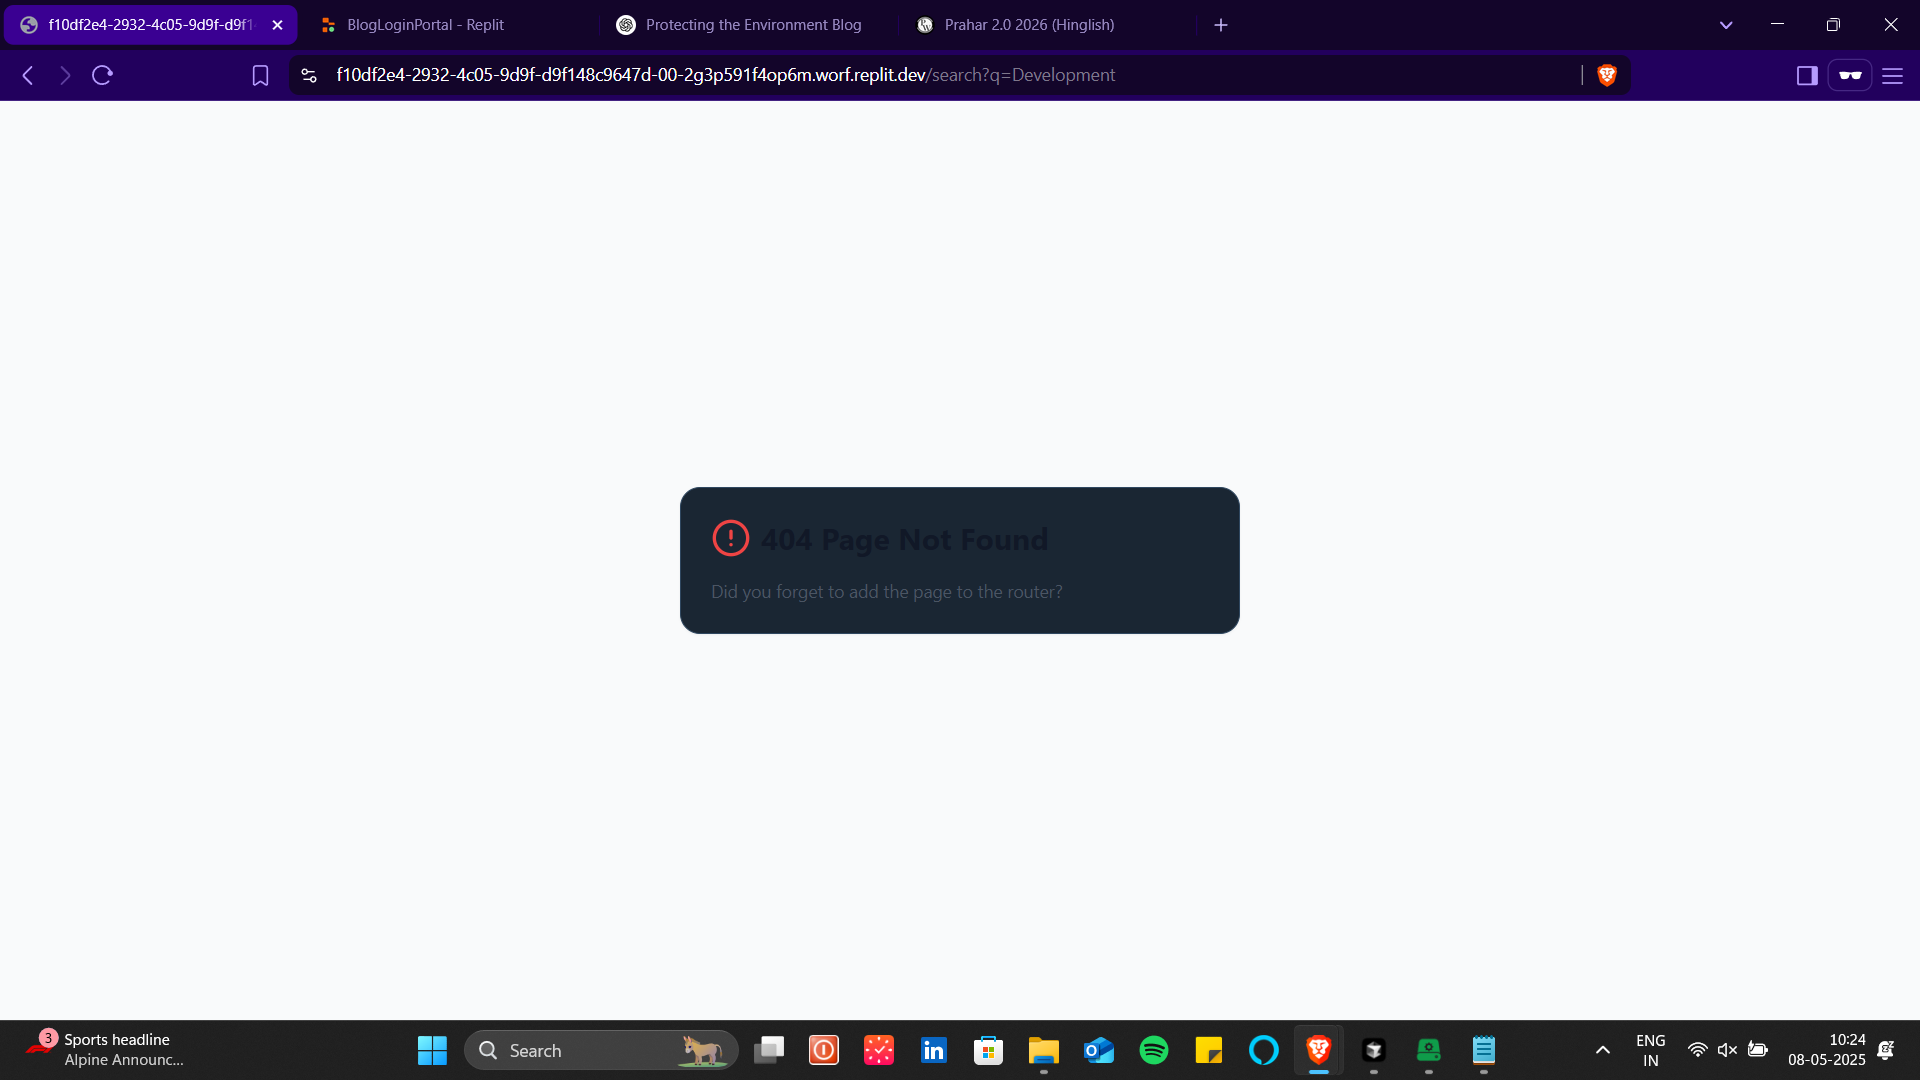 f10df2e4-2932-4c05-9d9f-d9f1
BlogLoginPortal - Replit
Protecting the Environment Blog
Prahar 2.0 2026 (Hinglish)
f10df2e4-2932-4c05-9d9f-d9f148c9647d-00-2g3p591f4op6m.worf.replit.dev/search?q=Development
404 Page Not Found
Did you forget to add the page to the router?
3
Sports headline
Alpine Announc...
Search
ENG
IN
10:24
08-05-2025